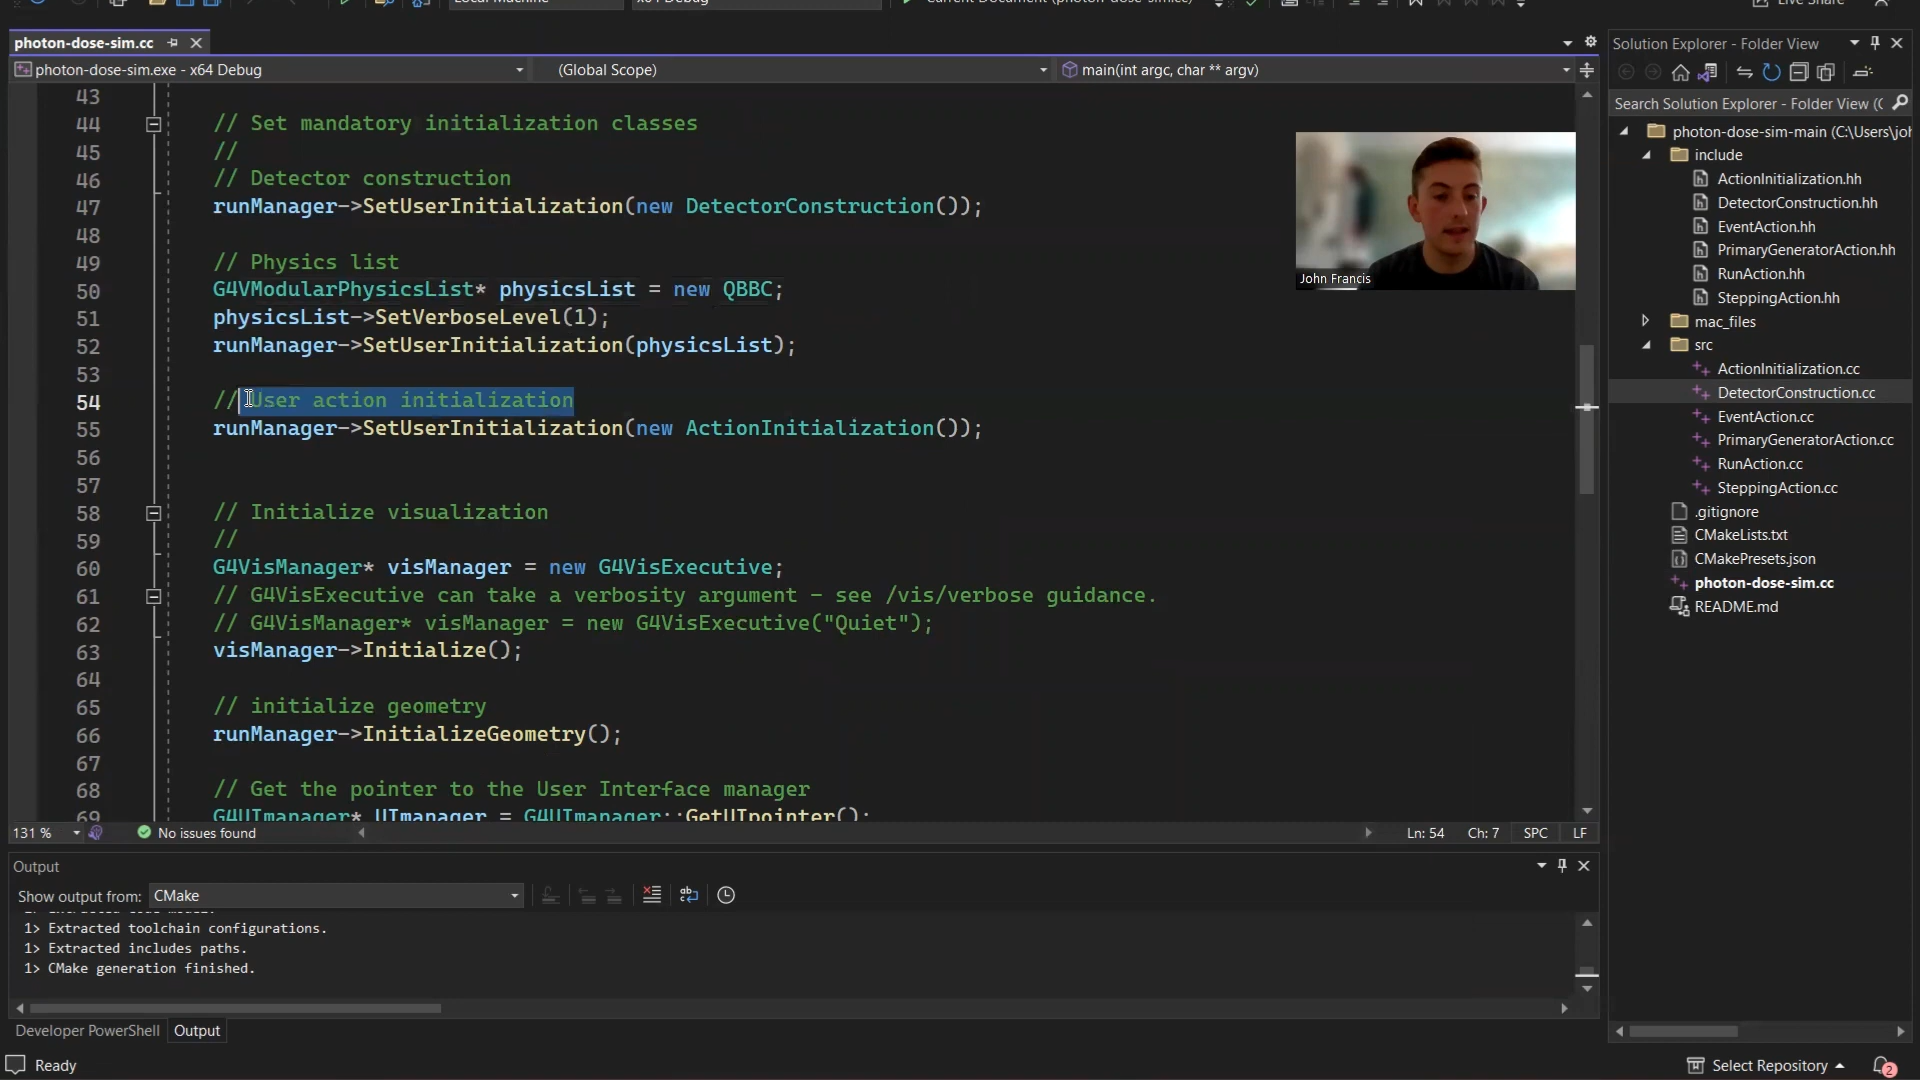 photon-dose-sim.cc
photon-dose-sim.exe - x64 Debug
(Global Scope)
main(int argc, char ** argv)
43
44 // Set mandatory initialization classes
45 //
46 // Detector construction
47 runManager->SetUserInitialization(new DetectorConstruction());
48
49 // Physics list
50 G4VModularPhysicsList* physicsList = new QBBC;
51 physicsList->SetVerboseLevel(1);
52 runManager->SetUserInitialization(physicsList);
53
54 // User action initialization
55 runManager->SetUserInitialization(new ActionInitialization());
56
57
58 // Initialize visualization
59 //
60 G4VisManager* visManager = new G4VisExecutive;
61 // G4VisExecutive can take a verbosity argument - see /vis/verbose guidance.
62 // G4VisManager* visManager = new G4VisExecutive("Quiet");
63 visManager->Initialize();
64
65 // initialize geometry
66 runManager->InitializeGeometry();
67
68 // Get the pointer to the User Interface manager
69 G4UImanager* UImanager = G4UImanager::GetUIpointer();
John Francis
131 %
No issues found
Ln: 54 Ch: 7 SPC LF
Output
Show output from: CMake
1> Extracted toolchain configurations.
1> Extracted includes paths.
1> CMake generation finished.
Developer PowerShell
Output
Ready
Live Share
Solution Explorer - Folder View
Search Solution Explorer - Folder View (C
photon-dose-sim-main (C:\Users\joh
include
ActionInitialization.hh
DetectorConstruction.hh
EventAction.hh
PrimaryGeneratorAction.hh
RunAction.hh
SteppingAction.hh
mac_files
src
ActionInitialization.cc
DetectorConstruction.cc
EventAction.cc
PrimaryGeneratorAction.cc
RunAction.cc
SteppingAction.cc
.gitignore
CMakeLists.txt
CMakePresets.json
photon-dose-sim.cc
README.md
Select Repository
2